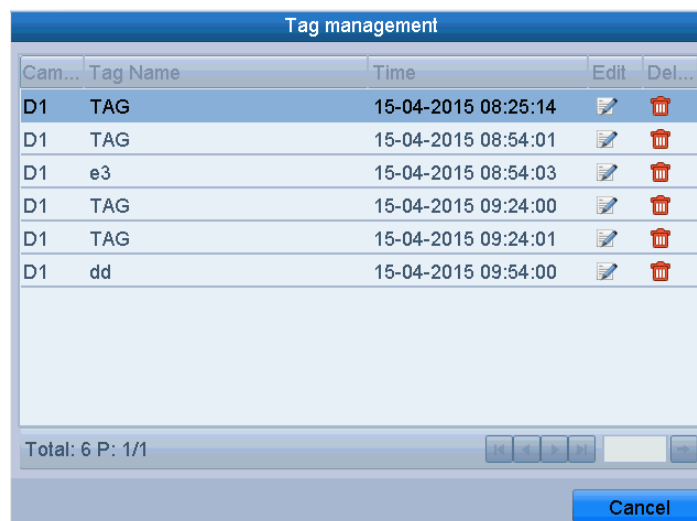 Tag management
Cam... Tag Name Time Edit Del...
D1 TAG 15-04-2015 08:25:14
D1 TAG 15-04-2015 08:54:01
D1 e3 15-04-2015 08:54:03
D1 TAG 15-04-2015 09:24:00
D1 TAG 15-04-2015 09:24:01
D1 dd 15-04-2015 09:54:00
Total: 6 P: 1/1
Cancel